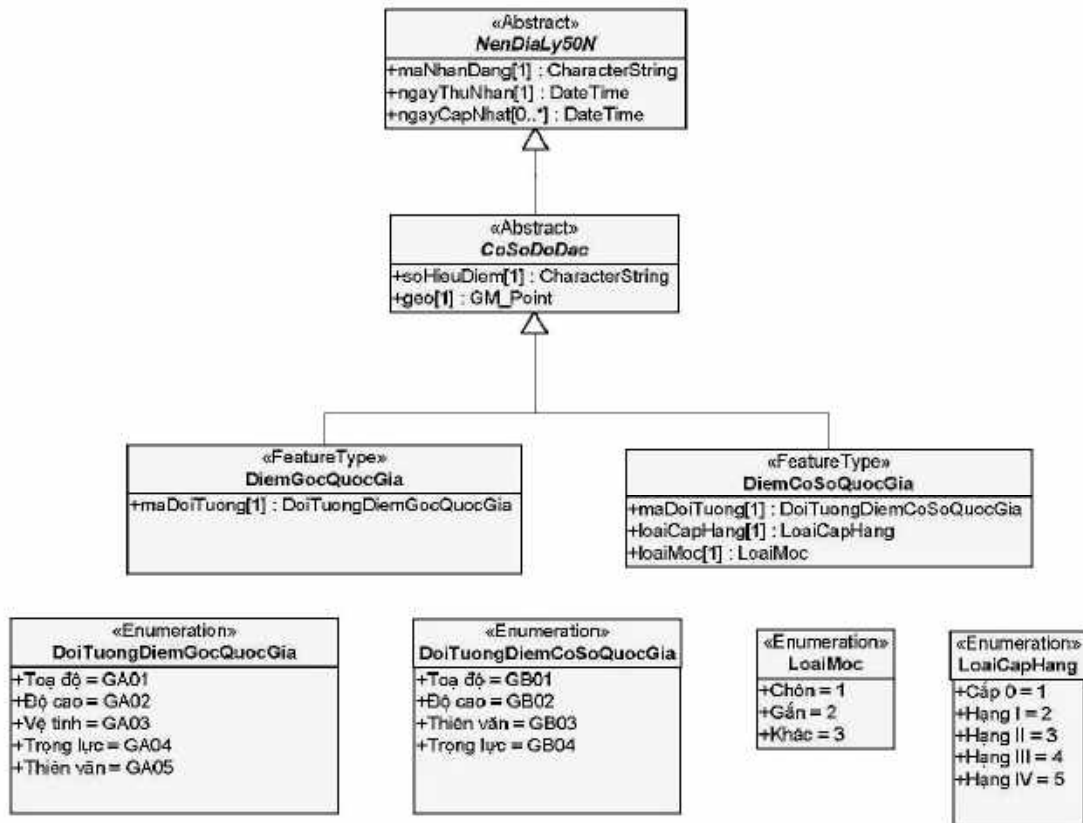 «Abstract»
NenDiaLy50N
+maNhanDang[1] : CharacterString
+ngayThuNhan[1] : DateTime
+ngayCapNhat[0..*] : DateTime
«Abstract»
CoSoDoDac
+soHieuDiem[1] : CharacterString
+geo[1] : GM_Point
«FeatureType»
DiemGocQuocGia
+maDoiTuong[1] : DoiTuongDiemGocQuocGia
«FeatureType»
DiemCoSoQuocGia
+maDoiTuong[1] : DoiTuongDiemCoSoQuocGia
+loaiCapHang[1] : LoaiCapHang
+loaiMoc[1] : LoaiMoc
«Enumeration»
DoiTuongDiemGocQuocGia
+Toạ độ = GA01
+Độ cao = GA02
+Vệ tinh = GA03
+Trọng lực = GA04
+Thiên văn = GA05
«Enumeration»
DoiTuongDiemCoSoQuocGia
+Toạ độ = GB01
+Độ cao = GB02
+Thiên văn = GB03
+Trọng lực = GB04
«Enumeration»
LoaiMoc
+Chôn = 1
+Gắn = 2
+Khác = 3
«Enumeration»
LoaiCapHang
+Cấp 0 = 1
+Hạng I = 2
+Hạng II = 3
+Hạng III = 4
+Hạng IV = 5